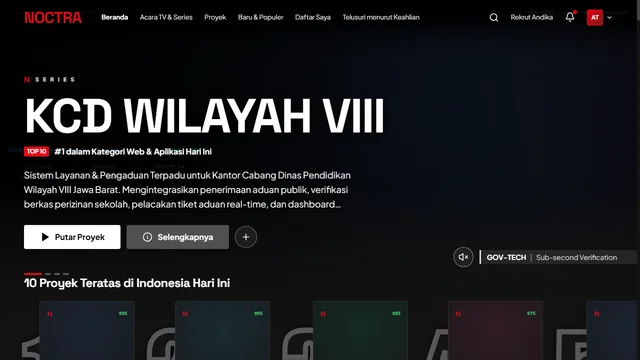 NOCTRA Beranda Acara TV & Series Proyek Baru & Populer Daftar Saya Telusuri menurut Keahlian Rekrut Andika AT
N SERIES
KCD WILAYAH VIII
TOP 10 #1 dalam Kategori Web & Aplikasi Hari Ini
Sistem Layanan & Pengaduan Terpadu untuk Kantor Cabang Dinas Pendidikan
Wilayah VIII Jawa Barat. Mengintegrasikan penerimaan aduan publik, verifikasi
berkas perizinan sekolah, pelacakan tiket aduan real-time, dan dashboard...
Putar Proyek Selengkapnya
GOV-TECH | Sub-second Verification
10 Proyek Teratas di Indonesia Hari Ini
N N N N N